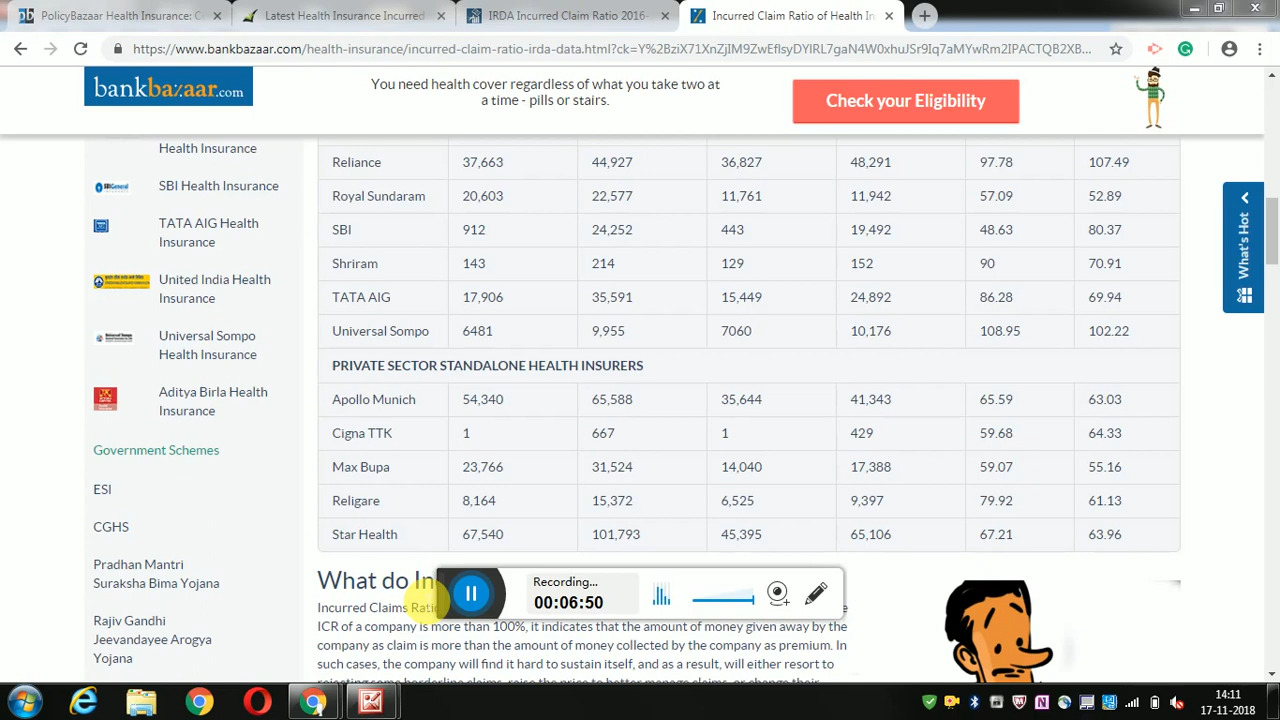 PolicyBazaar Health Insurance: C
Latest Health Insurance Incurred
IRDA Incurred Claim Ratio 2016-
Incurred Claim Ratio of Health In
https://www.bankbazaar.com/health-insurance/incurred-claim-ratio-irda-data.html?ck=Y%2BziX71XnZjIM9ZwEflsyDYlRL7gaN4W0xhuJSr9Iq7aMYwRm2IPACTQB2XB...
bankbazaar.com
You need health cover regardless of what you take two at
a time - pills or stairs.
Check your Eligibility
What's Hot
Health Insurance
SBI Health Insurance
TATA AIG Health
Insurance
United India Health
Insurance
Universal Sompo
Health Insurance
Aditya Birla Health
Insurance
Government Schemes
ESI
CGHS
Pradhan Mantri
Suraksha Bima Yojana
Rajiv Gandhi
Jeevandayee Arogya
Yojana
Reliance 37,663 44,927 36,827 48,291 97.78 107.49
Royal Sundaram 20,603 22,577 11,761 11,942 57.09 52.89
SBI 912 24,252 443 19,492 48.63 80.37
Shriram 143 214 129 152 90 70.91
TATA AIG 17,906 35,591 15,449 24,892 86.28 69.94
Universal Sompo 6481 9,955 7060 10,176 108.95 102.22
PRIVATE SECTOR STANDALONE HEALTH INSURERS
Apollo Munich 54,340 65,588 35,644 41,343 65.59 63.03
Cigna TTK 1 667 1 429 59.68 64.33
Max Bupa 23,766 31,524 14,040 17,388 59.07 55.16
Religare 8,164 15,372 6,525 9,397 79.92 61.13
Star Health 67,540 101,793 45,395 65,106 67.21 63.96
What do In
Recording...
00:06:50
Incurred Claims Ratio
ICR of a company is more than 100%, it indicates that the amount of money given away by the
company as claim is more than the amount of money collected by the company as premium. In
such cases, the company will find it hard to sustain itself, and as a result, will either resort to
14:11
17-11-2018